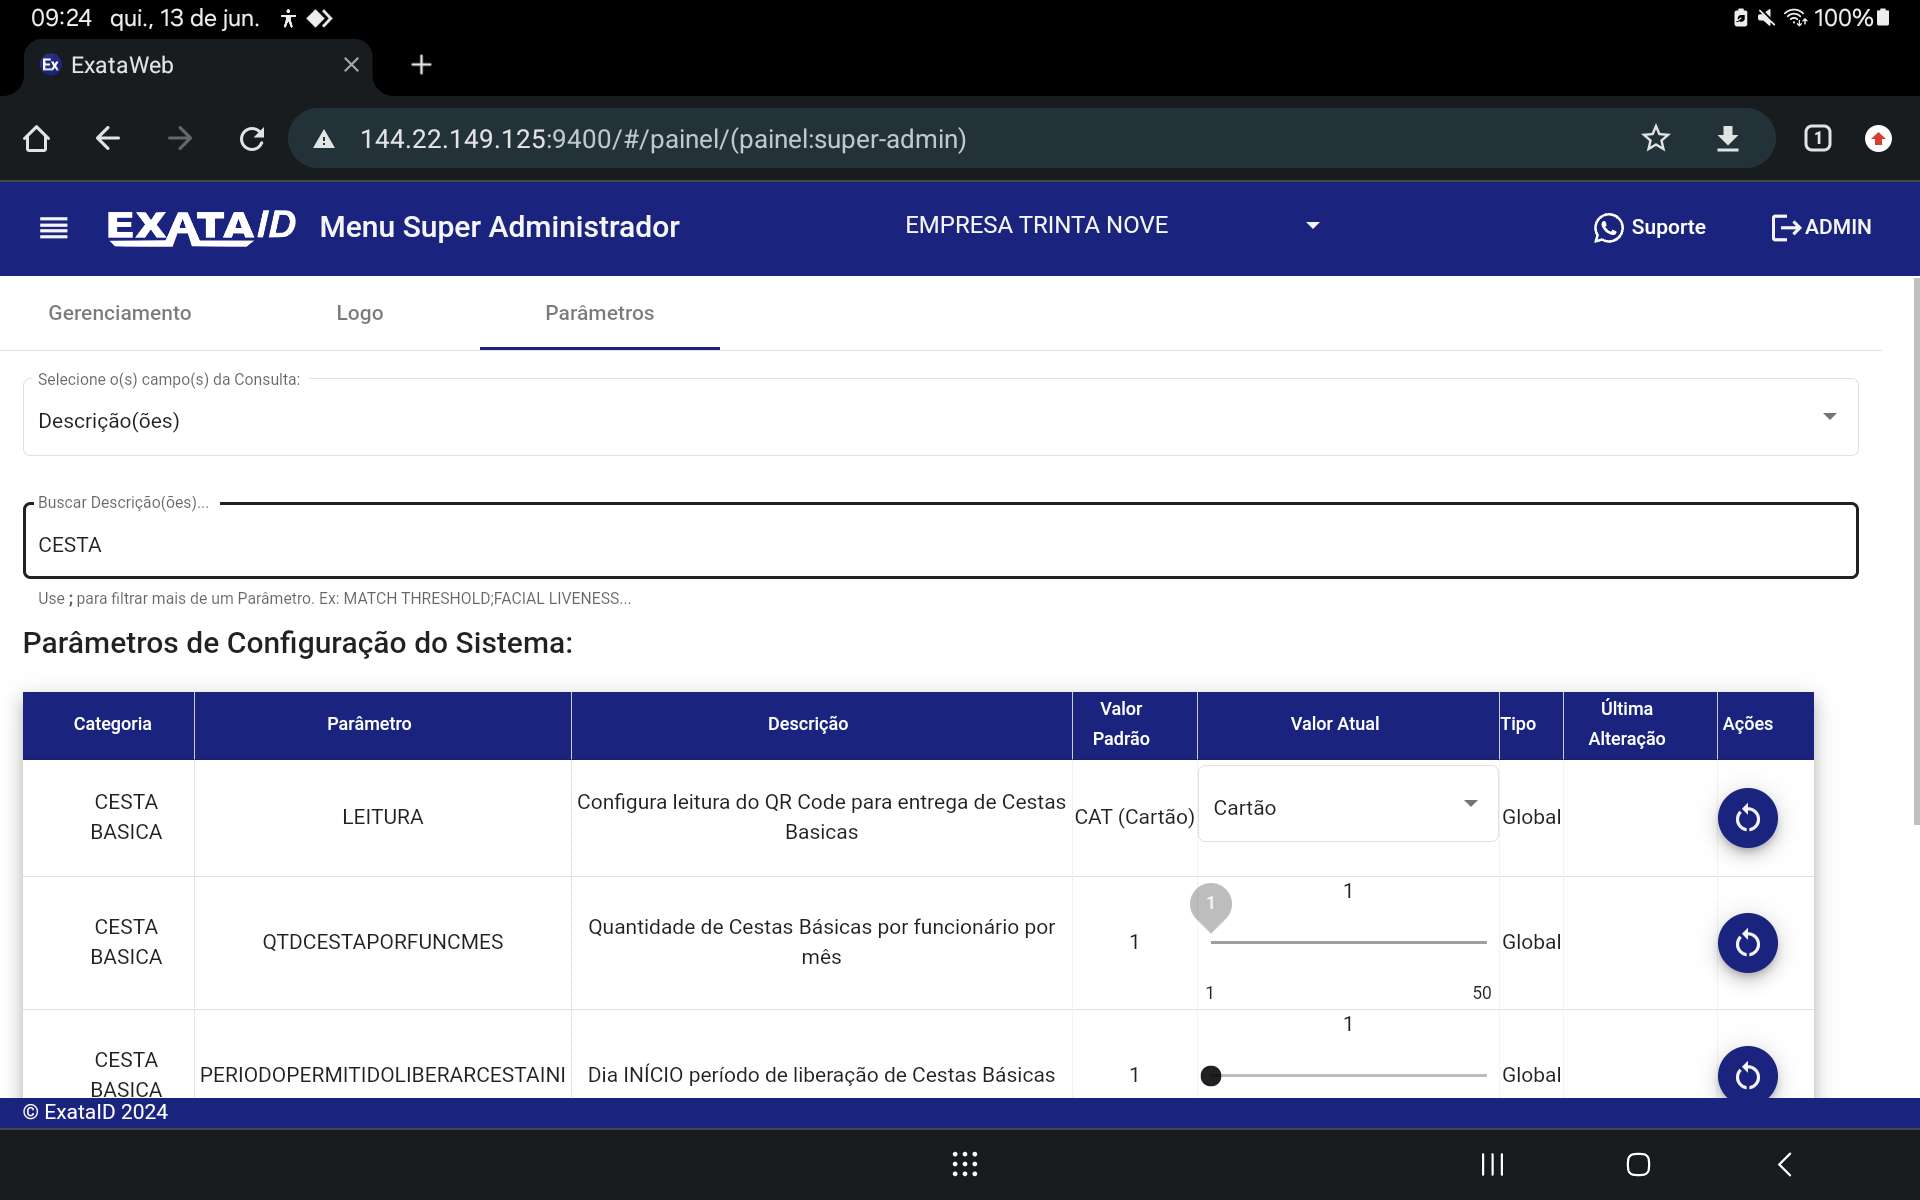 09:24 qui., 13 de jun. 100%
Ex ExataWeb
144.22.149.125:9400/#/painel/(painel:super-admin) 1
EXATAID Menu Super Administrador EMPRESA TRINTA NOVE Suporte ADMIN
Gerenciamento Logo Parâmetros
Selecione o(s) campo(s) da Consulta:
Descrição(ões)
Buscar Descrição(ões)...
CESTA
Use ; para filtrar mais de um Parâmetro. Ex: MATCH THRESHOLD;FACIAL LIVENESS...
Parâmetros de Configuração do Sistema:
Categoria Parâmetro Descrição Valor Padrão Valor Atual Tipo Última Alteração Ações
CESTA BASICA LEITURA Configura leitura do QR Code para entrega de Cestas Basicas CAT (Cartão) Cartão Global
CESTA BASICA QTDCESTAPORFUNCMES Quantidade de Cestas Básicas por funcionário por mês 1 1 1 1 50 Global
CESTA BASICA PERIODOPERMITIDOLIBERARCESTAINI Dia INÍCIO período de liberação de Cestas Básicas 1 1 Global
© ExataID 2024